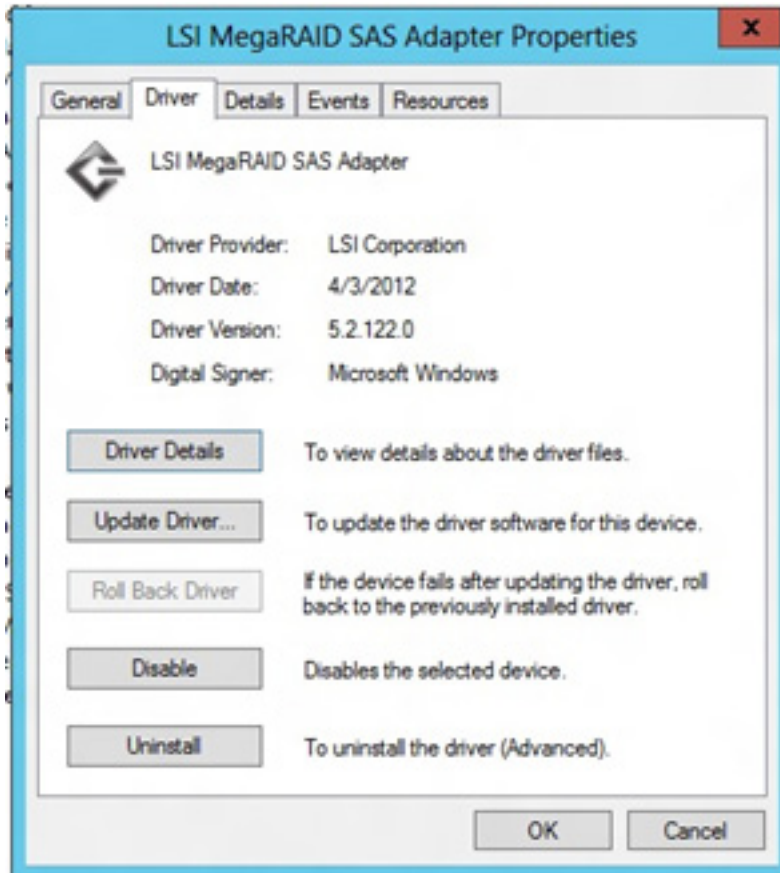 LSI MegaRAID SAS Adapter Properties
x
General Driver Details Events Resources
LSI MegaRAID SAS Adapter
Driver Provider: LSI Corporation
Driver Date: 4/3/2012
Driver Version: 5.2.122.0
Digital Signer: Microsoft Windows
Driver Details To view details about the driver files.
Update Driver... To update the driver software for this device.
Roll Back Driver If the device fails after updating the driver, roll
back to the previously installed driver.
Disable Disables the selected device.
Uninstall To uninstall the driver (Advanced).
OK Cancel